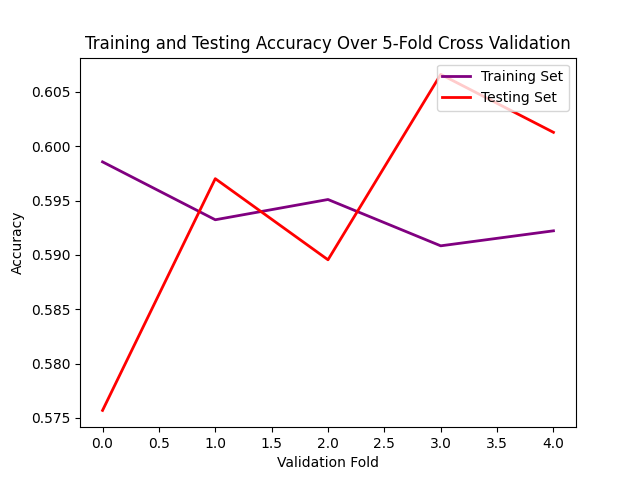 Training and Testing Accuracy Over 5-Fold Cross Validation
Training Set
Testing Set
0.605
0.600
0.595
0.590
0.585
0.580
0.575
Accuracy
0.0 0.5 1.0 1.5 2.0 2.5 3.0 3.5 4.0
Validation Fold